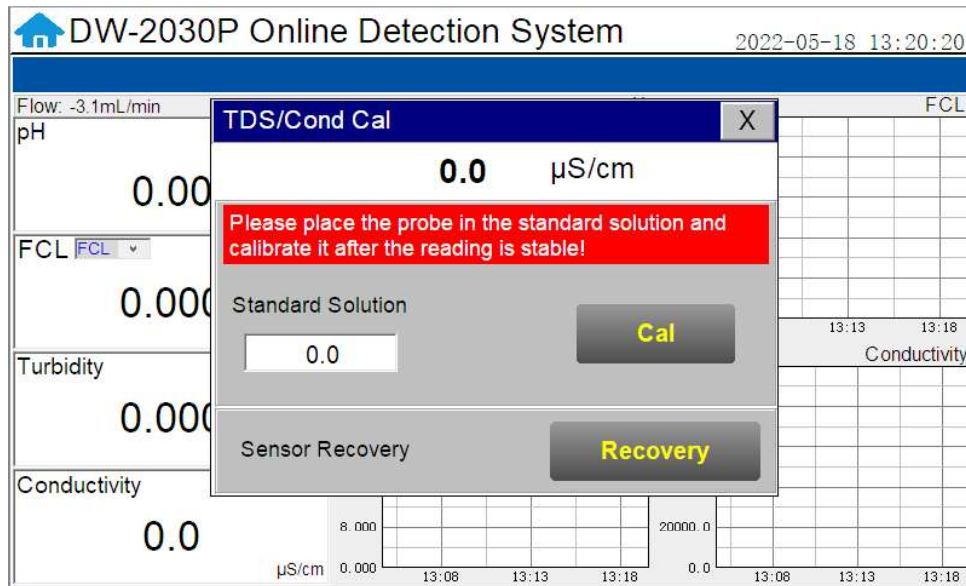 DW-2030P Online Detection System
2022-05-18 13:20:20
Flow: -3.1mL/min
FCL
pH
0.00
FCL FCL
0.000
Turbidity
0.000
Conductivity
0.0
µS/cm
TDS/Cond Cal
X
0.0 µS/cm
Please place the probe in the standard solution and
calibrate it after the reading is stable!
Standard Solution
0.0
Cal
Sensor Recovery
Recovery
13:13 13:18
Conductivity
8.000
0.000
13:08 13:13 13:18
20000.0
0.0
13:08 13:13 13:18